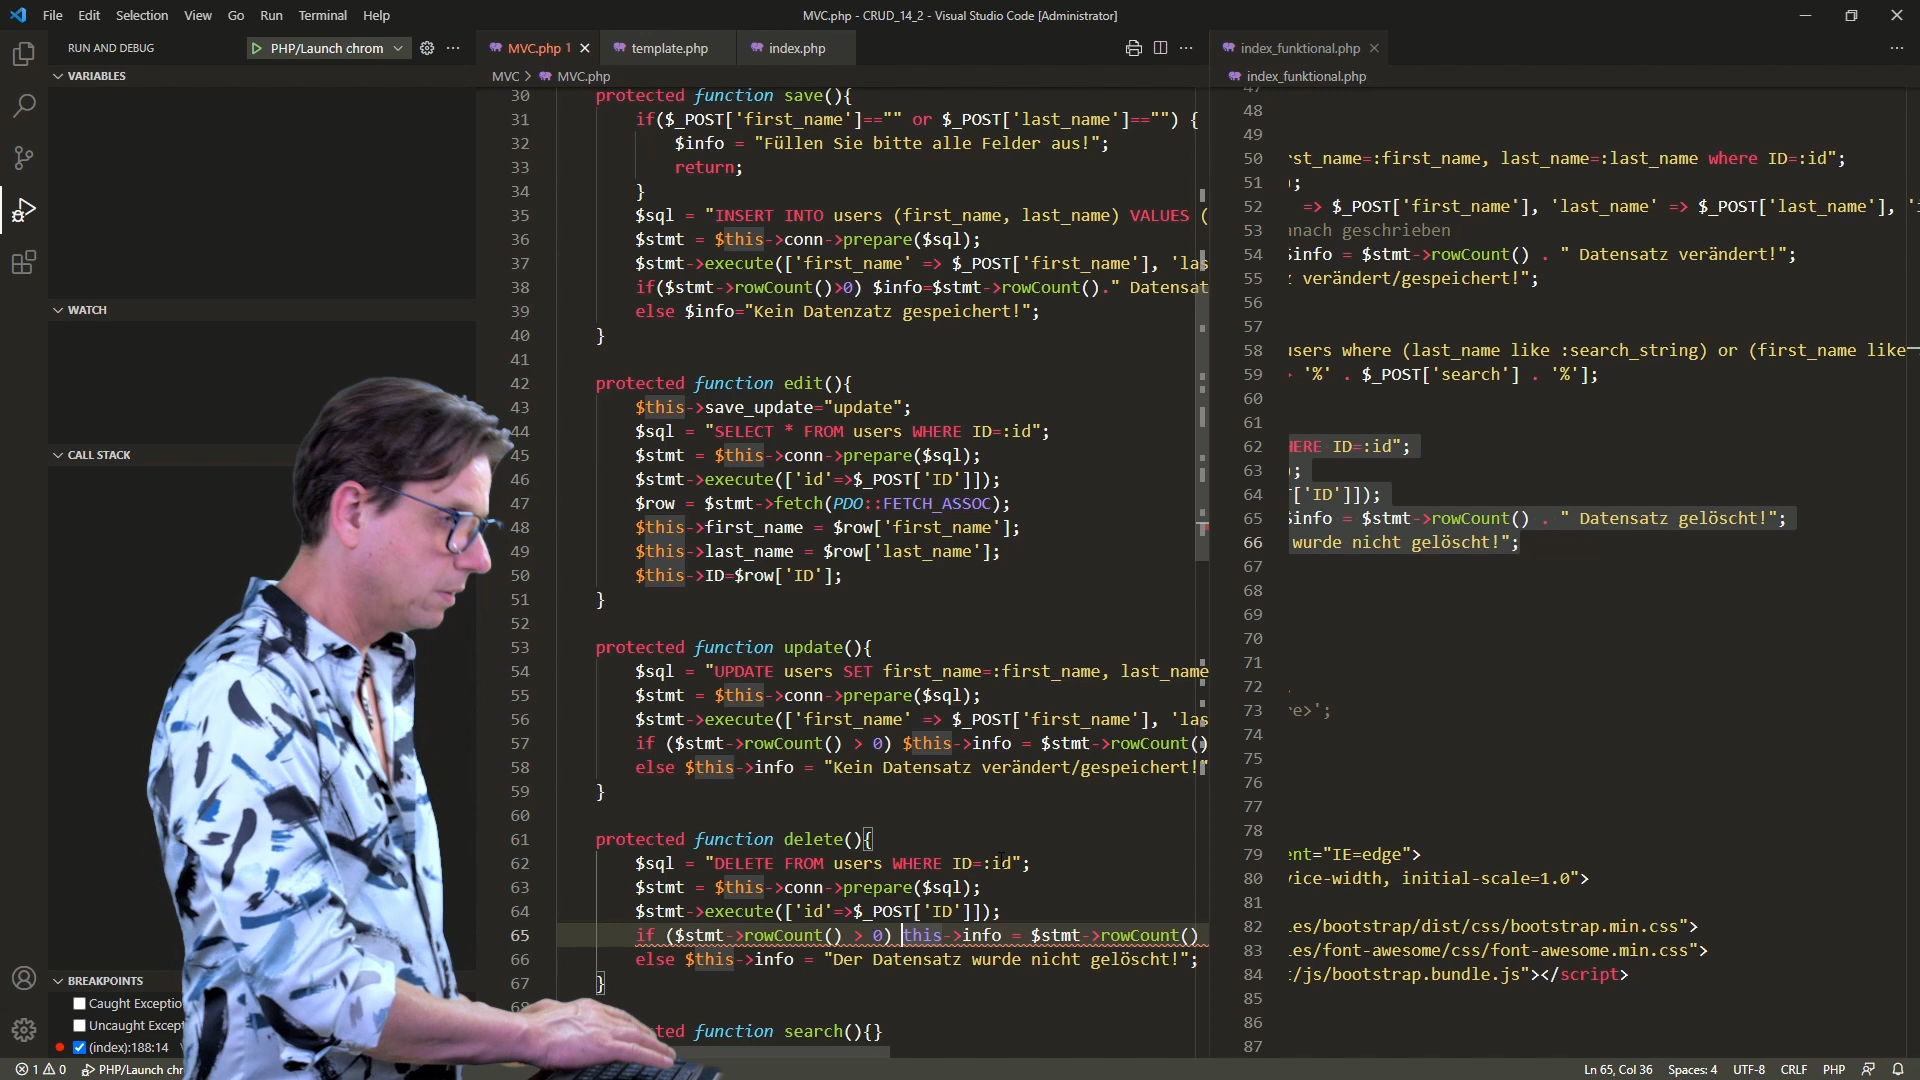 File Edit Selection View Go Run Terminal Help
MVC.php - CRUD_14_2 - Visual Studio Code [Administrator]
RUN AND DEBUG
PHP/Launch chrom
MVC.php 1
template.php
index.php
index_funktional.php
VARIABLES
MVC > MVC.php
index_funktional.php
WATCH
CALL STACK
BREAKPOINTS
Caught Exceptio
Uncaught Except
(index):188:14
30 protected function save(){
31 if($_POST['first_name']=="" or $_POST['last_name']=="") {
32 $info = "Füllen Sie bitte alle Felder aus!";
33 return;
34 }
35 $sql = "INSERT INTO users (first_name, last_name) VALUES (
36 $stmt = $this->conn->prepare($sql);
37 $stmt->execute(['first_name' => $_POST['first_name'], 'las
38 if($stmt->rowCount()>0) $info=$stmt->rowCount()." Datensat
39 else $info="Kein Datenzatz gespeichert!";
40 }
41
42 protected function edit(){
43 $this->save_update="update";
44 $sql = "SELECT * FROM users WHERE ID=:id";
45 $stmt = $this->conn->prepare($sql);
46 $stmt->execute(['id'=>$_POST['ID']]);
47 $row = $stmt->fetch(PDO::FETCH_ASSOC);
48 $this->first_name = $row['first_name'];
49 $this->last_name = $row['last_name'];
50 $this->ID=$row['ID'];
51 }
52
53 protected function update(){
54 $sql = "UPDATE users SET first_name=:first_name, last_name
55 $stmt = $this->conn->prepare($sql);
56 $stmt->execute(['first_name' => $_POST['first_name'], 'las
57 if ($stmt->rowCount() > 0) $this->info = $stmt->rowCount()
58 else $this->info = "Kein Datensatz verändert/gespeichert!"
59 }
60
61 protected function delete(){
62 $sql = "DELETE FROM users WHERE ID=:id";
63 $stmt = $this->conn->prepare($sql);
64 $stmt->execute(['id'=>$_POST['ID']]);
65 if ($stmt->rowCount() > 0) this->info = $stmt->rowCount()
66 else $this->info = "Der Datensatz wurde nicht gelöscht!";
67 }
68
ted function search(){}
47
48
49
50 rst_name=:first_name, last_name=:last_name where ID=:id";
51 );
52 => $_POST['first_name'], 'last_name' => $_POST['last_name'], 'i
53 anach geschrieben
54 $info = $stmt->rowCount() . " Datensatz verändert!";
55 z verändert/gespeichert!";
56
57
58 users where (last_name like :search_string) or (first_name like
59 '%' . $_POST['search'] . '%'];
60
61
62 HERE ID=:id";
63 );
64 ['ID']]);
65 $info = $stmt->rowCount() . " Datensatz gelöscht!";
66 wurde nicht gelöscht!";
67
68
69
70
71
72
73 re>';
74
75
76
77
78
79 ent="IE=edge">
80 vice-width, initial-scale=1.0">
81
82 les/bootstrap/dist/css/bootstrap.min.css">
83 les/font-awesome/css/font-awesome.min.css">
84 t/js/bootstrap.bundle.js"></script>
85
86
87
1 0 PHP/Launch chr
Ln 65, Col 36 Spaces: 4 UTF-8 CRLF PHP